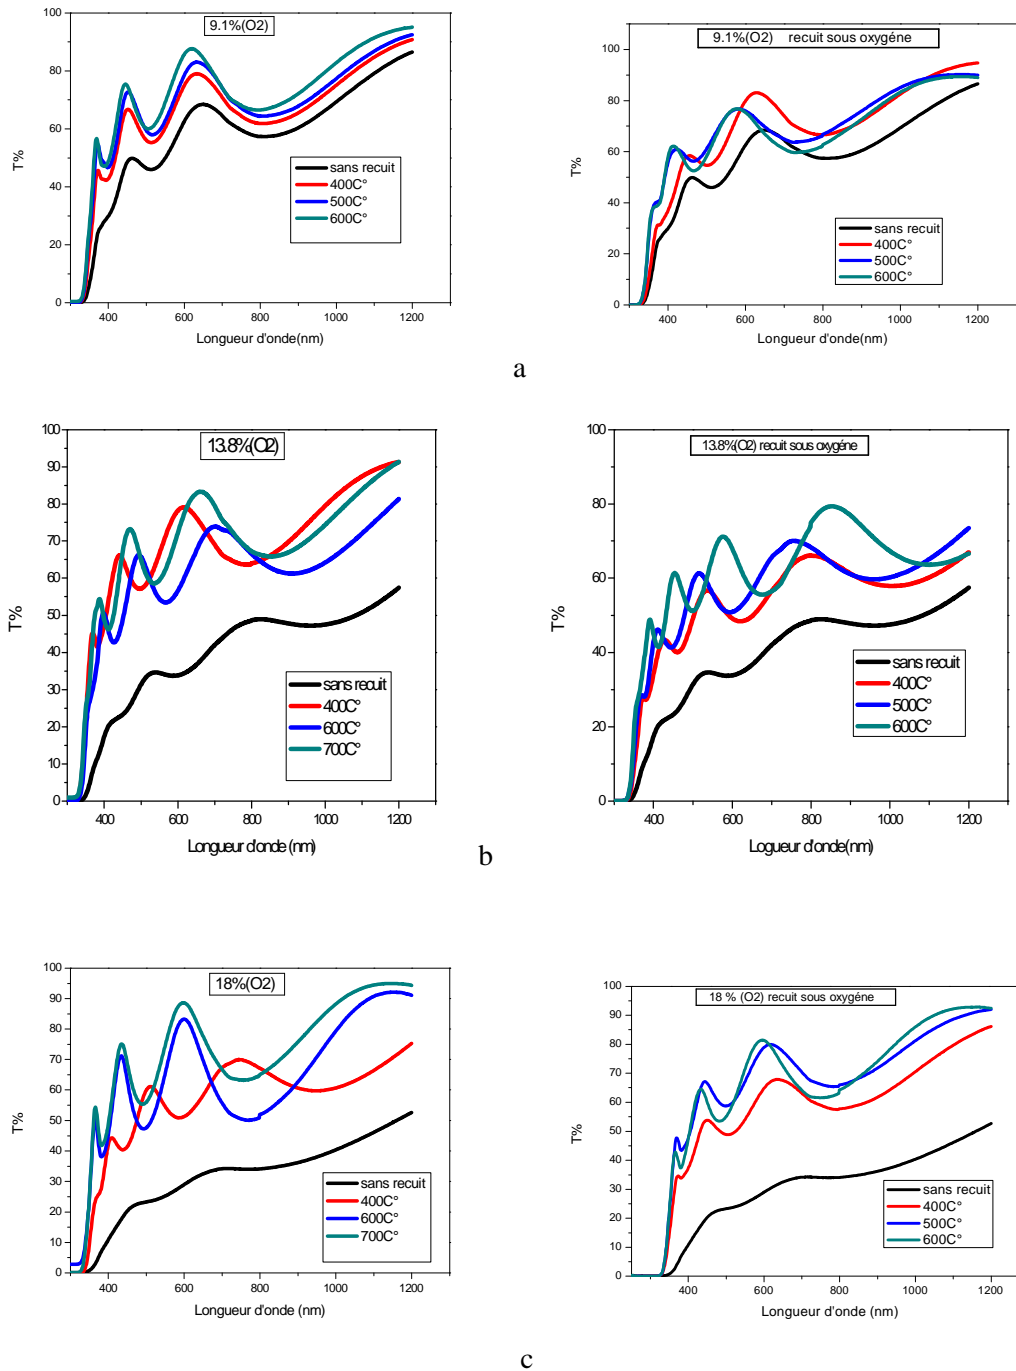 9.1%(O2)
100
80
60
40
20
0
T%
sans recuit
400C°
500C°
600C°
400
600
800
1000
1200
Longueur d'onde(nm)
9.1%(O2) recuit sous oxygéne
100
80
60
40
20
0
T%
sans recuit
400C°
500C°
600C°
400
600
800
1000
1200
Longueur d'onde(nm)
a
13.8%(O2)
100
90
80
70
60
50
40
30
20
10
0
T%
sans recuit
400C°
600C°
700C°
400
600
800
1000
1200
Longueur d'onde (nm)
13.8%(O2) recuit sous oxygéne
100
80
60
40
20
0
T%
sans recuit
400C°
500C°
600C°
400
600
800
1000
1200
Logueur d'onde(nm)
b
18%(O2)
100
90
80
70
60
50
40
30
20
10
0
T%
sans recuit
400C°
600C°
700C°
400
600
800
1000
1200
Longueur d'onde (nm)
18 % (O2) recuit sous oxygéne
100
90
80
70
60
50
40
30
20
10
0
T%
sans recuit
400C°
500C°
600C°
400
600
800
1000
1200
Longueur d'onde (nm)
c